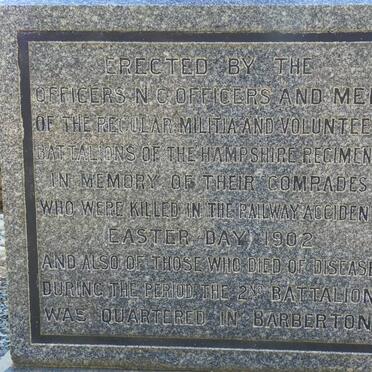 ERECTED BY THE
OFFICERS N.C.OFFICERS AND MEN
OF THE REGULAR MILITIA AND VOLUNTEE
BATTALIONS OF THE HAMPSHIRE REGIMEN
IN MEMORY OF THEIR COMRADES
WHO WERE KILLED IN THE RAILWAY ACCIDEN
EASTER DAY 1902
AND ALSO OF THOSE WHO DIED OF DISEASE
DURING THE PERIOD THE 2ND BATTALION
WAS QUARTERED IN BARBERTON